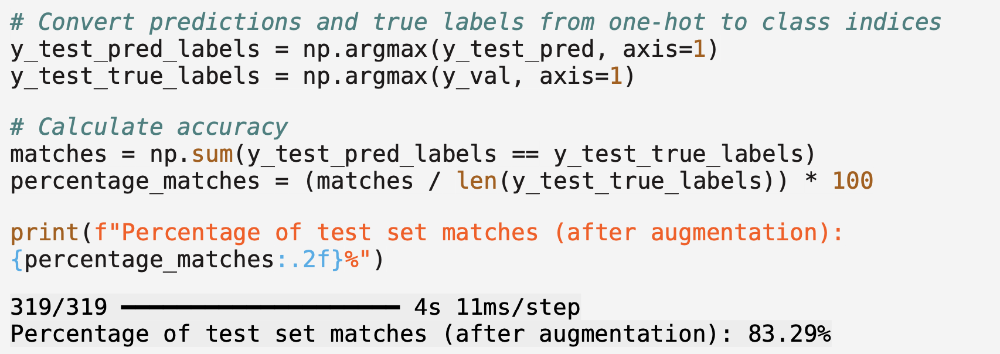 # Convert predictions and true labels from one-hot to class indices
y_test_pred_labels = np.argmax(y_test_pred, axis=1)
y_test_true_labels = np.argmax(y_val, axis=1)
# Calculate accuracy
matches = np.sum(y_test_pred_labels == y_test_true_labels)
percentage_matches = (matches / len(y_test_true_labels)) * 100
print(f"Percentage of test set matches (after augmentation):
{percentage_matches:.2f}%")
319/319 ━━━━━━━━━━━━━━━━━━━━ 4s 11ms/step
Percentage of test set matches (after augmentation): 83.29%